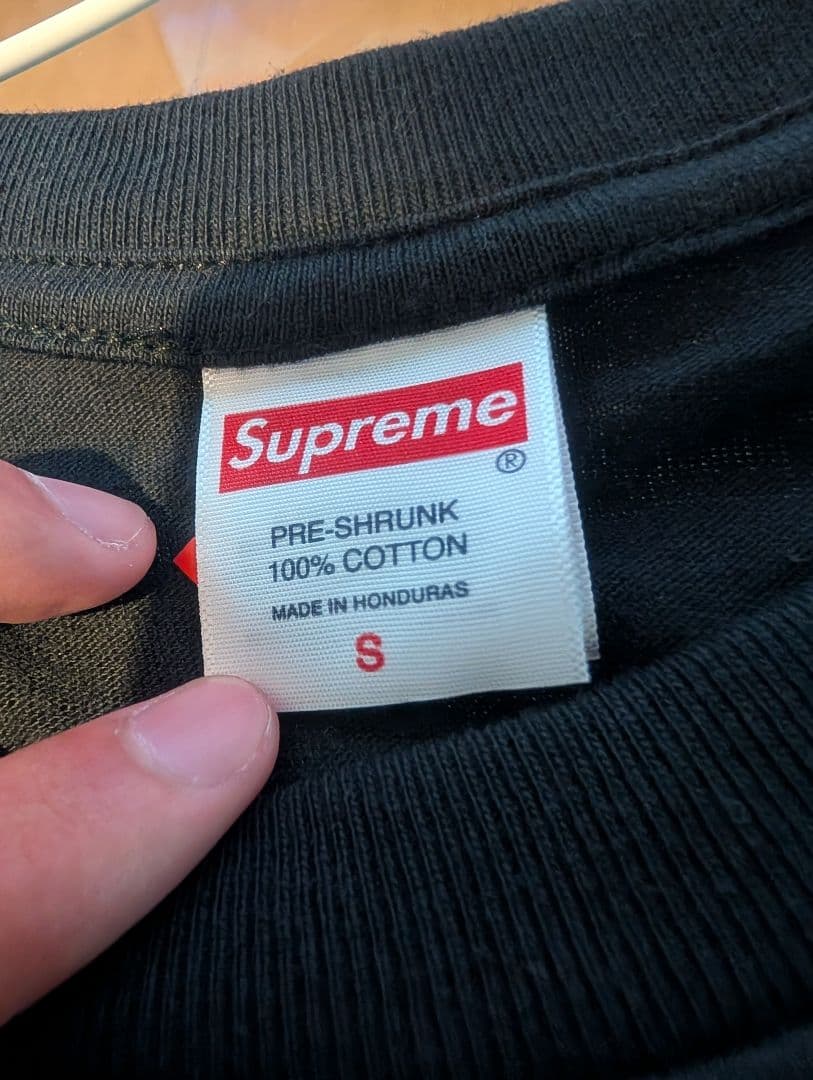 Supreme
®
PRE-SHRUNK
100% COTTON
MADE IN HONDURAS
S